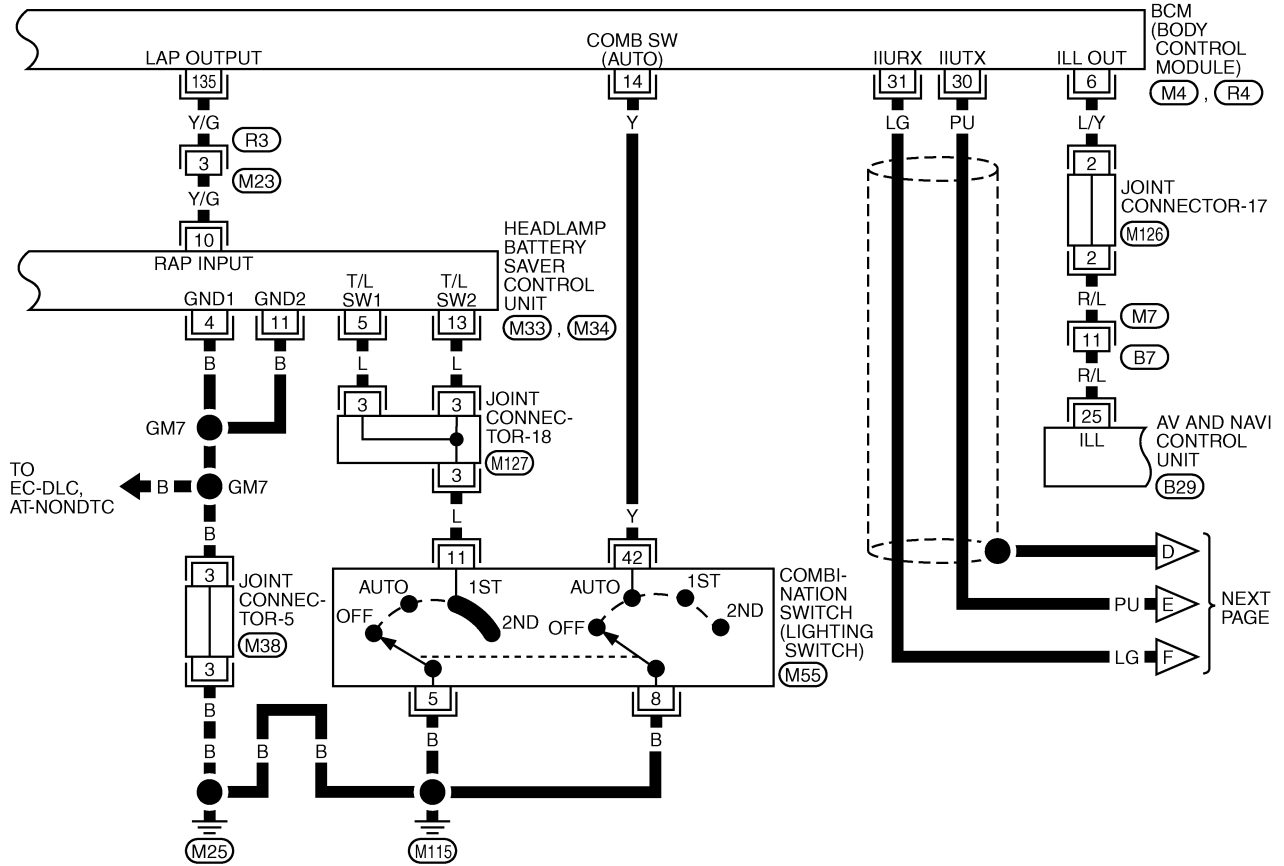 BCM
(BODY
CONTROL
MODULE)
M4 , R4
LAP OUTPUT
COMB SW
(AUTO)
IIURX
IIUTX
ILL OUT
135
14
31
30
6
Y/G
Y
LG
PU
L/Y
R3
3
M23
Y/G
10
2
JOINT
CONNECTOR-17
M126
2
RAP INPUT
HEADLAMP
BATTERY
SAVER
CONTROL
UNIT
M33 , M34
T/L
SW1
T/L
SW2
GND1
GND2
4
11
5
13
B
B
L
L
R/L
M7
11
B7
R/L
25
ILL
AV AND NAVI
CONTROL
UNIT
B29
3
3
JOINT
CONNEC-
TOR-18
M127
3
GM7
TO
EC-DLC,
AT-NONDTC
B
GM7
L
Y
B
11
42
3
JOINT
CONNEC-
TOR-5
M38
3
AUTO
1ST
OFF
2ND
AUTO
1ST
OFF
2ND
COMBI-
NATION
SWITCH
(LIGHTING
SWITCH)
M55
D
PU
E
LG
F
NEXT
PAGE
5
8
B
B
B
B
B
B
M25
M115